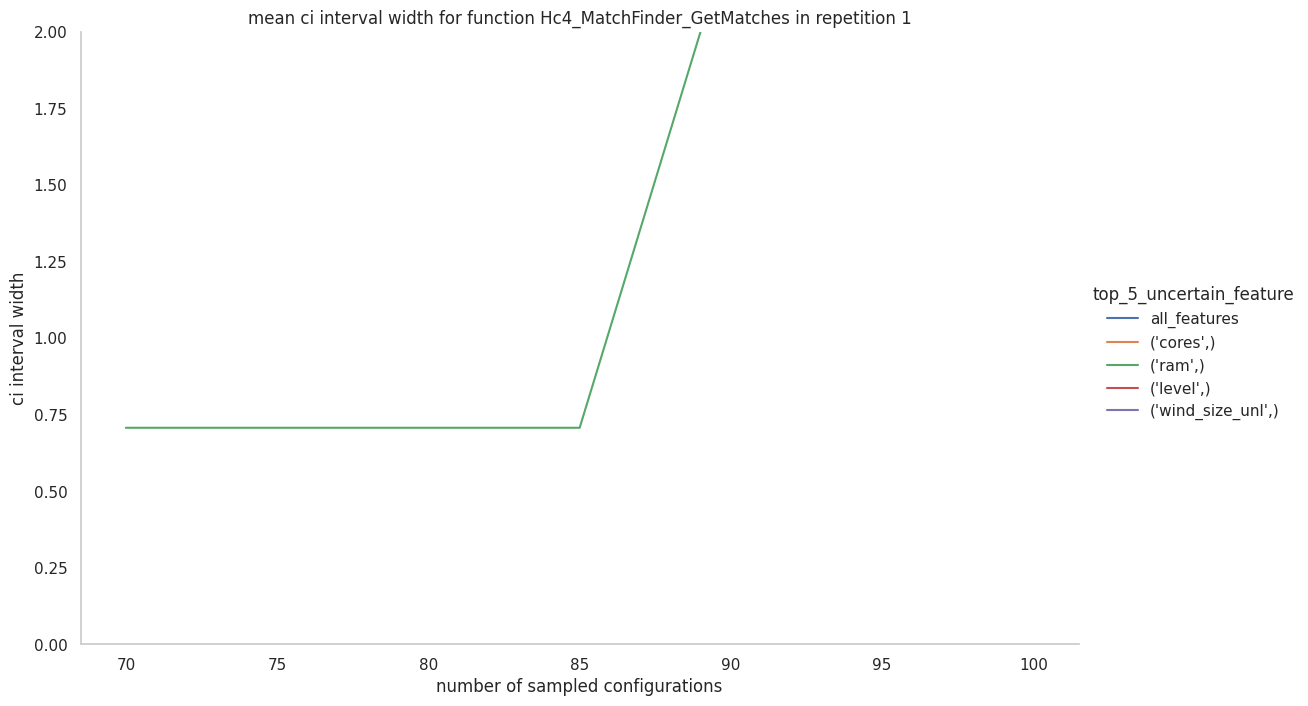 mean ci interval width for function Hc4_MatchFinder_GetMatches in repetition 1
2.00
1.75
1.50
1.25
1.00
0.75
0.50
0.25
0.00
ci interval width
70 75 80 85 90 95 100
number of sampled configurations
top_5_uncertain_feature
all_features
('cores',)
('ram',)
('level',)
('wind_size_unl',)